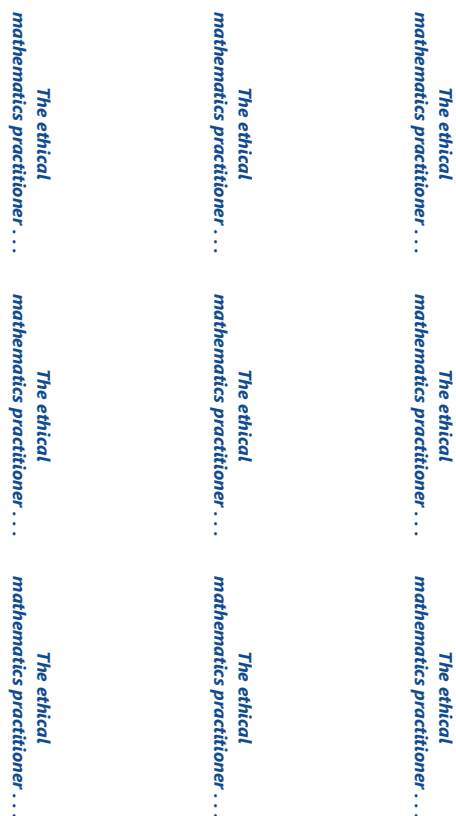 The ethical
mathematics practitioner . . .
The ethical
mathematics practitioner . . .
The ethical
mathematics practitioner . . .
The ethical
mathematics practitioner . . .
The ethical
mathematics practitioner . . .
The ethical
mathematics practitioner . . .
The ethical
mathematics practitioner . . .
The ethical
mathematics practitioner . . .
The ethical
mathematics practitioner . . .